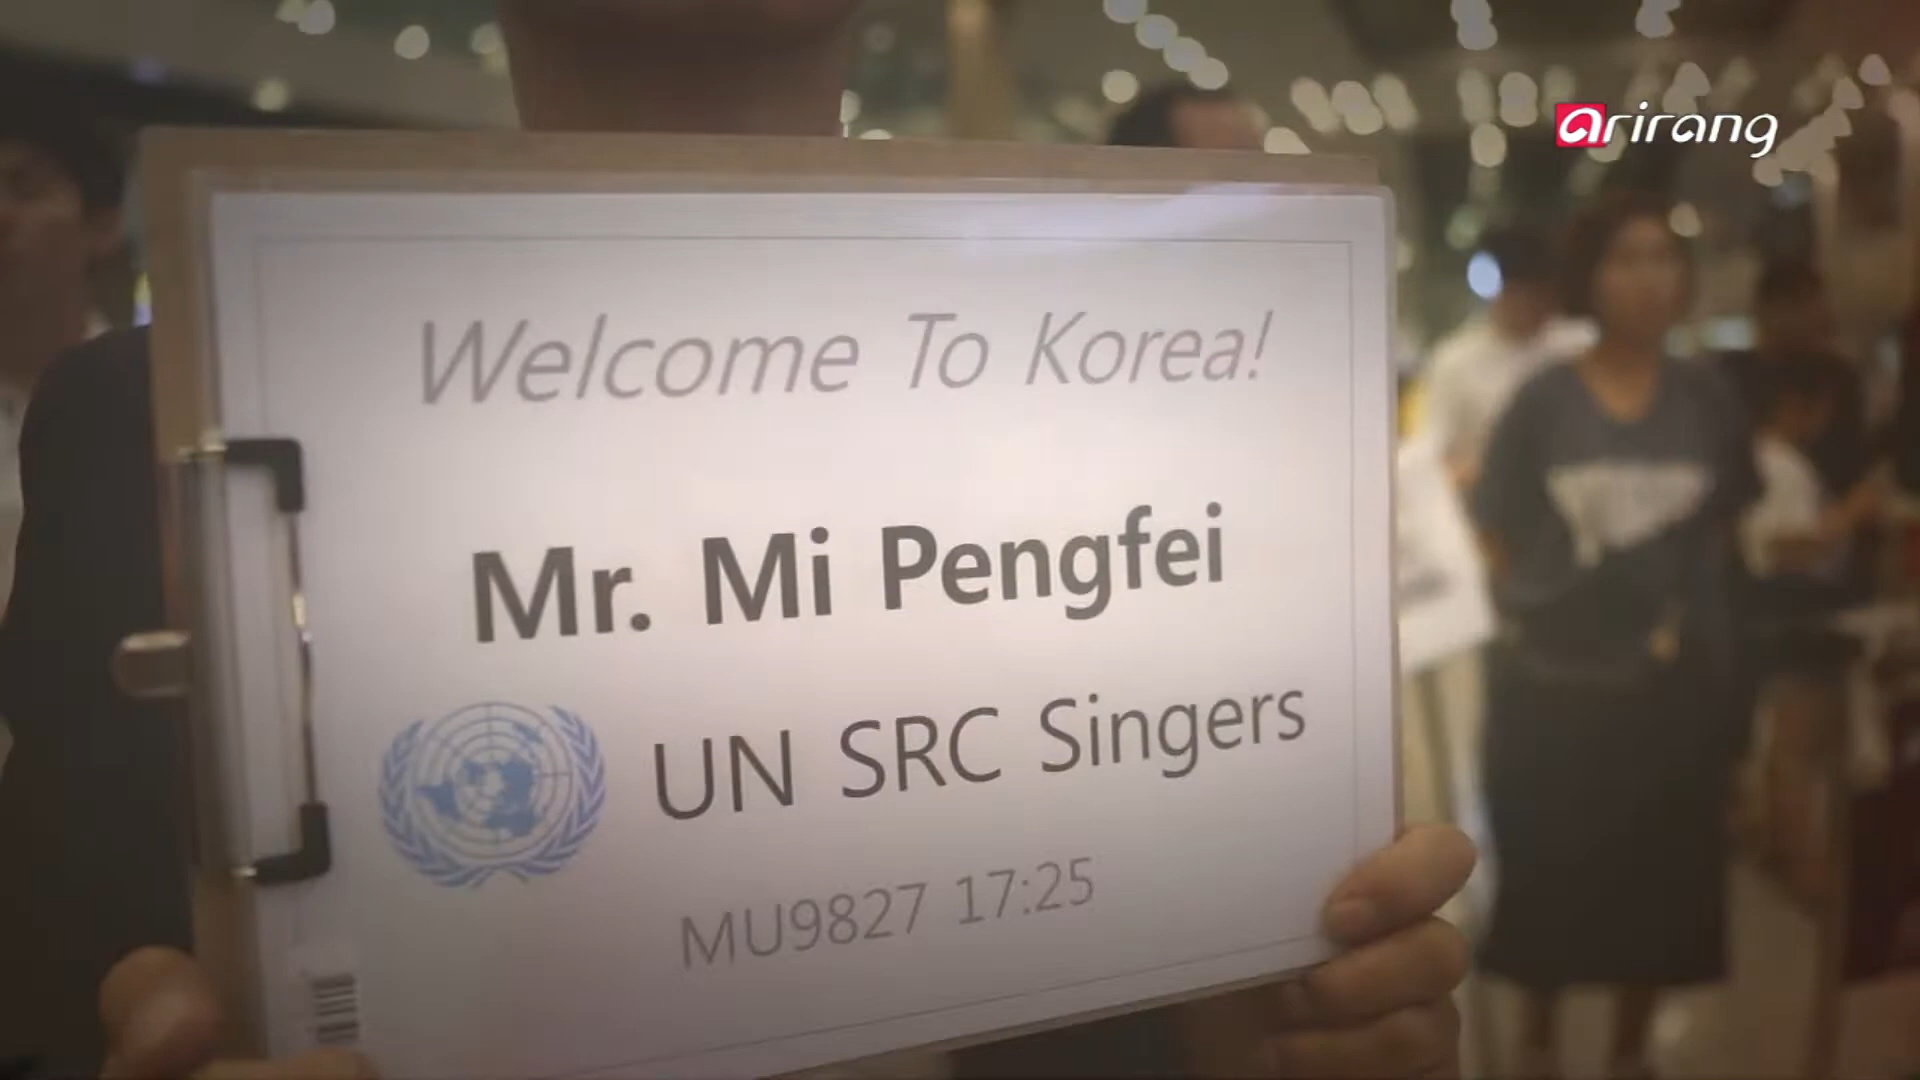 arirang
Welcome To Korea!
Mr. Mi Pengfei
UN SRC Singers
MU9827 17:25